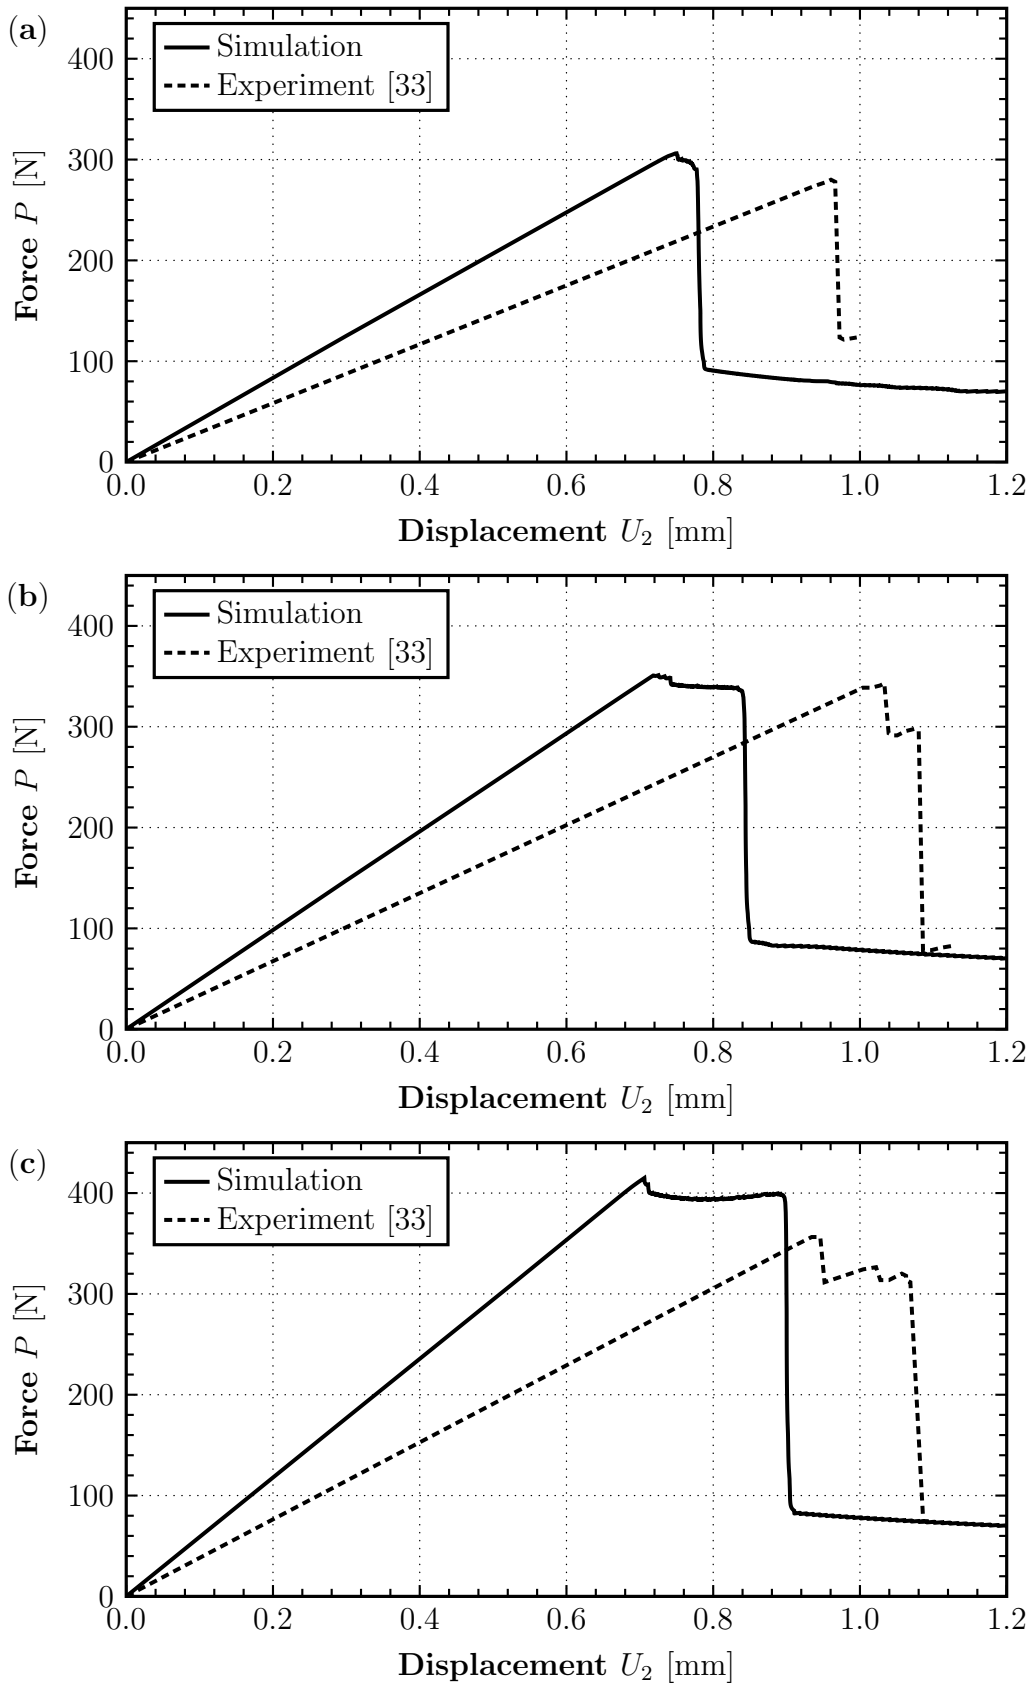 (a)
Simulation
Experiment [33]
400
300
200
100
0
Force P [N]
0.0 0.2 0.4 0.6 0.8 1.0 1.2
Displacement U₂ [mm]
(b)
Simulation
Experiment [33]
400
300
200
100
0
Force P [N]
0.0 0.2 0.4 0.6 0.8 1.0 1.2
Displacement U₂ [mm]
(c)
Simulation
Experiment [33]
400
300
200
100
0
Force P [N]
0.0 0.2 0.4 0.6 0.8 1.0 1.2
Displacement U₂ [mm]